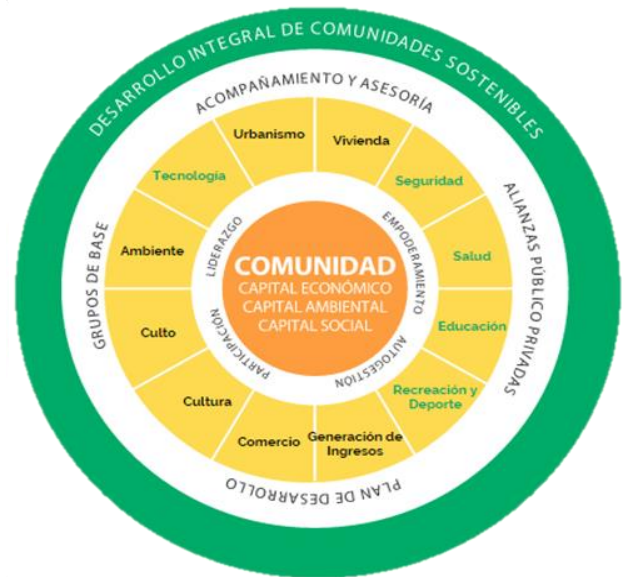 DESARROLLO INTEGRAL DE COMUNIDADES SOSTENIBLES
ACOMPAÑAMIENTO Y ASESORÍA
ALIANZAS PÚBLICO PRIVADAS
PLAN DE DESARROLLO
GRUPOS DE BASE
Urbanismo
Vivienda
Seguridad
Salud
Educación
Recreación y
Deporte
Generación de
Ingresos
Comercio
Cultura
Culto
Ambiente
Tecnología
LIDERAZGO
EMPODERAMIENTO
AUTOGESTIÓN
PARTICIPACIÓN
COMUNIDAD
CAPITAL ECONÓMICO
CAPITAL AMBIENTAL
CAPITAL SOCIAL